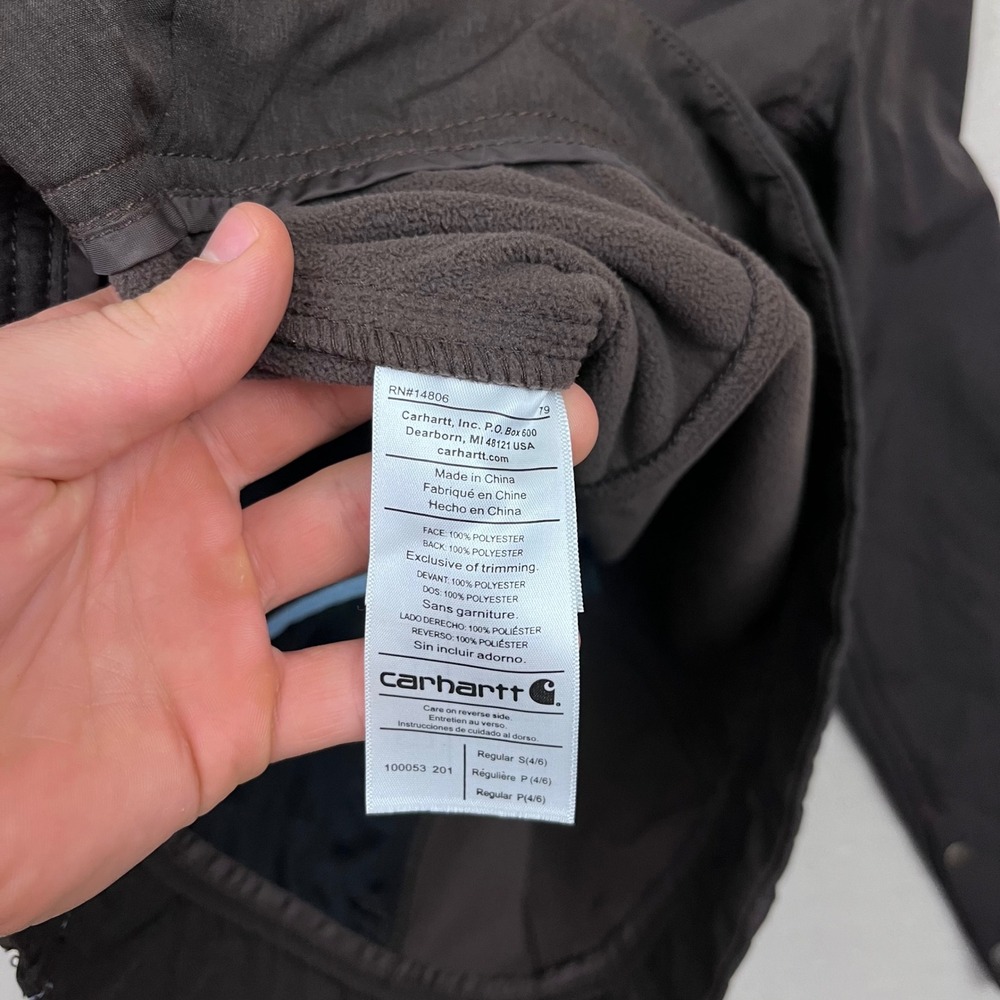 RN#14806 79
Carhartt, Inc. P.O. Box 600
Dearborn, MI 48121 USA
carhartt.com
Made in China
Fabriqué en Chine
Hecho en China
FACE: 100% POLYESTER
BACK: 100% POLYESTER
Exclusive of trimming.
DEVANT: 100% POLYESTER
DOS: 100% POLYESTER
Sans garniture.
LADO DERECHO: 100% POLIÉSTER
REVERSO: 100% POLIÉSTER
Sin incluir adorno.
carhartt
Care on reverse side.
Entretien au verso.
Instrucciones de cuidado al dorso.
100053 201
Regular S(4/6)
Régulière P (4/6)
Regular P(4/6)